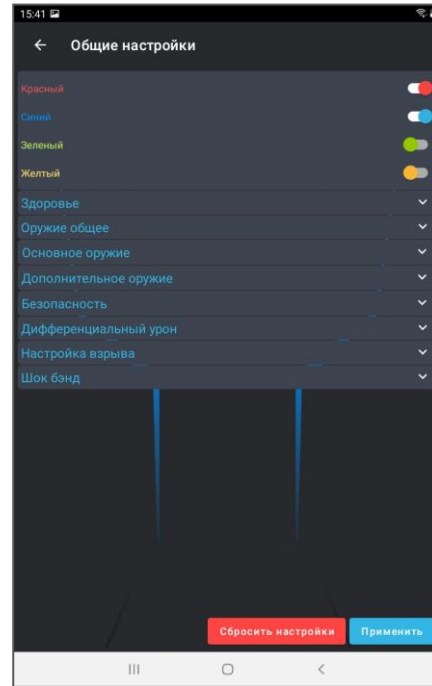 15:41
Общие настройки
Красный
Синий
Зеленый
Желтый
Здоровье
Оружие общее
Основное оружие
Дополнительное оружие
Безопасность
Дифференциальный урон
Настройка взрыва
Шок бэнд
Сбросить настройки Применить